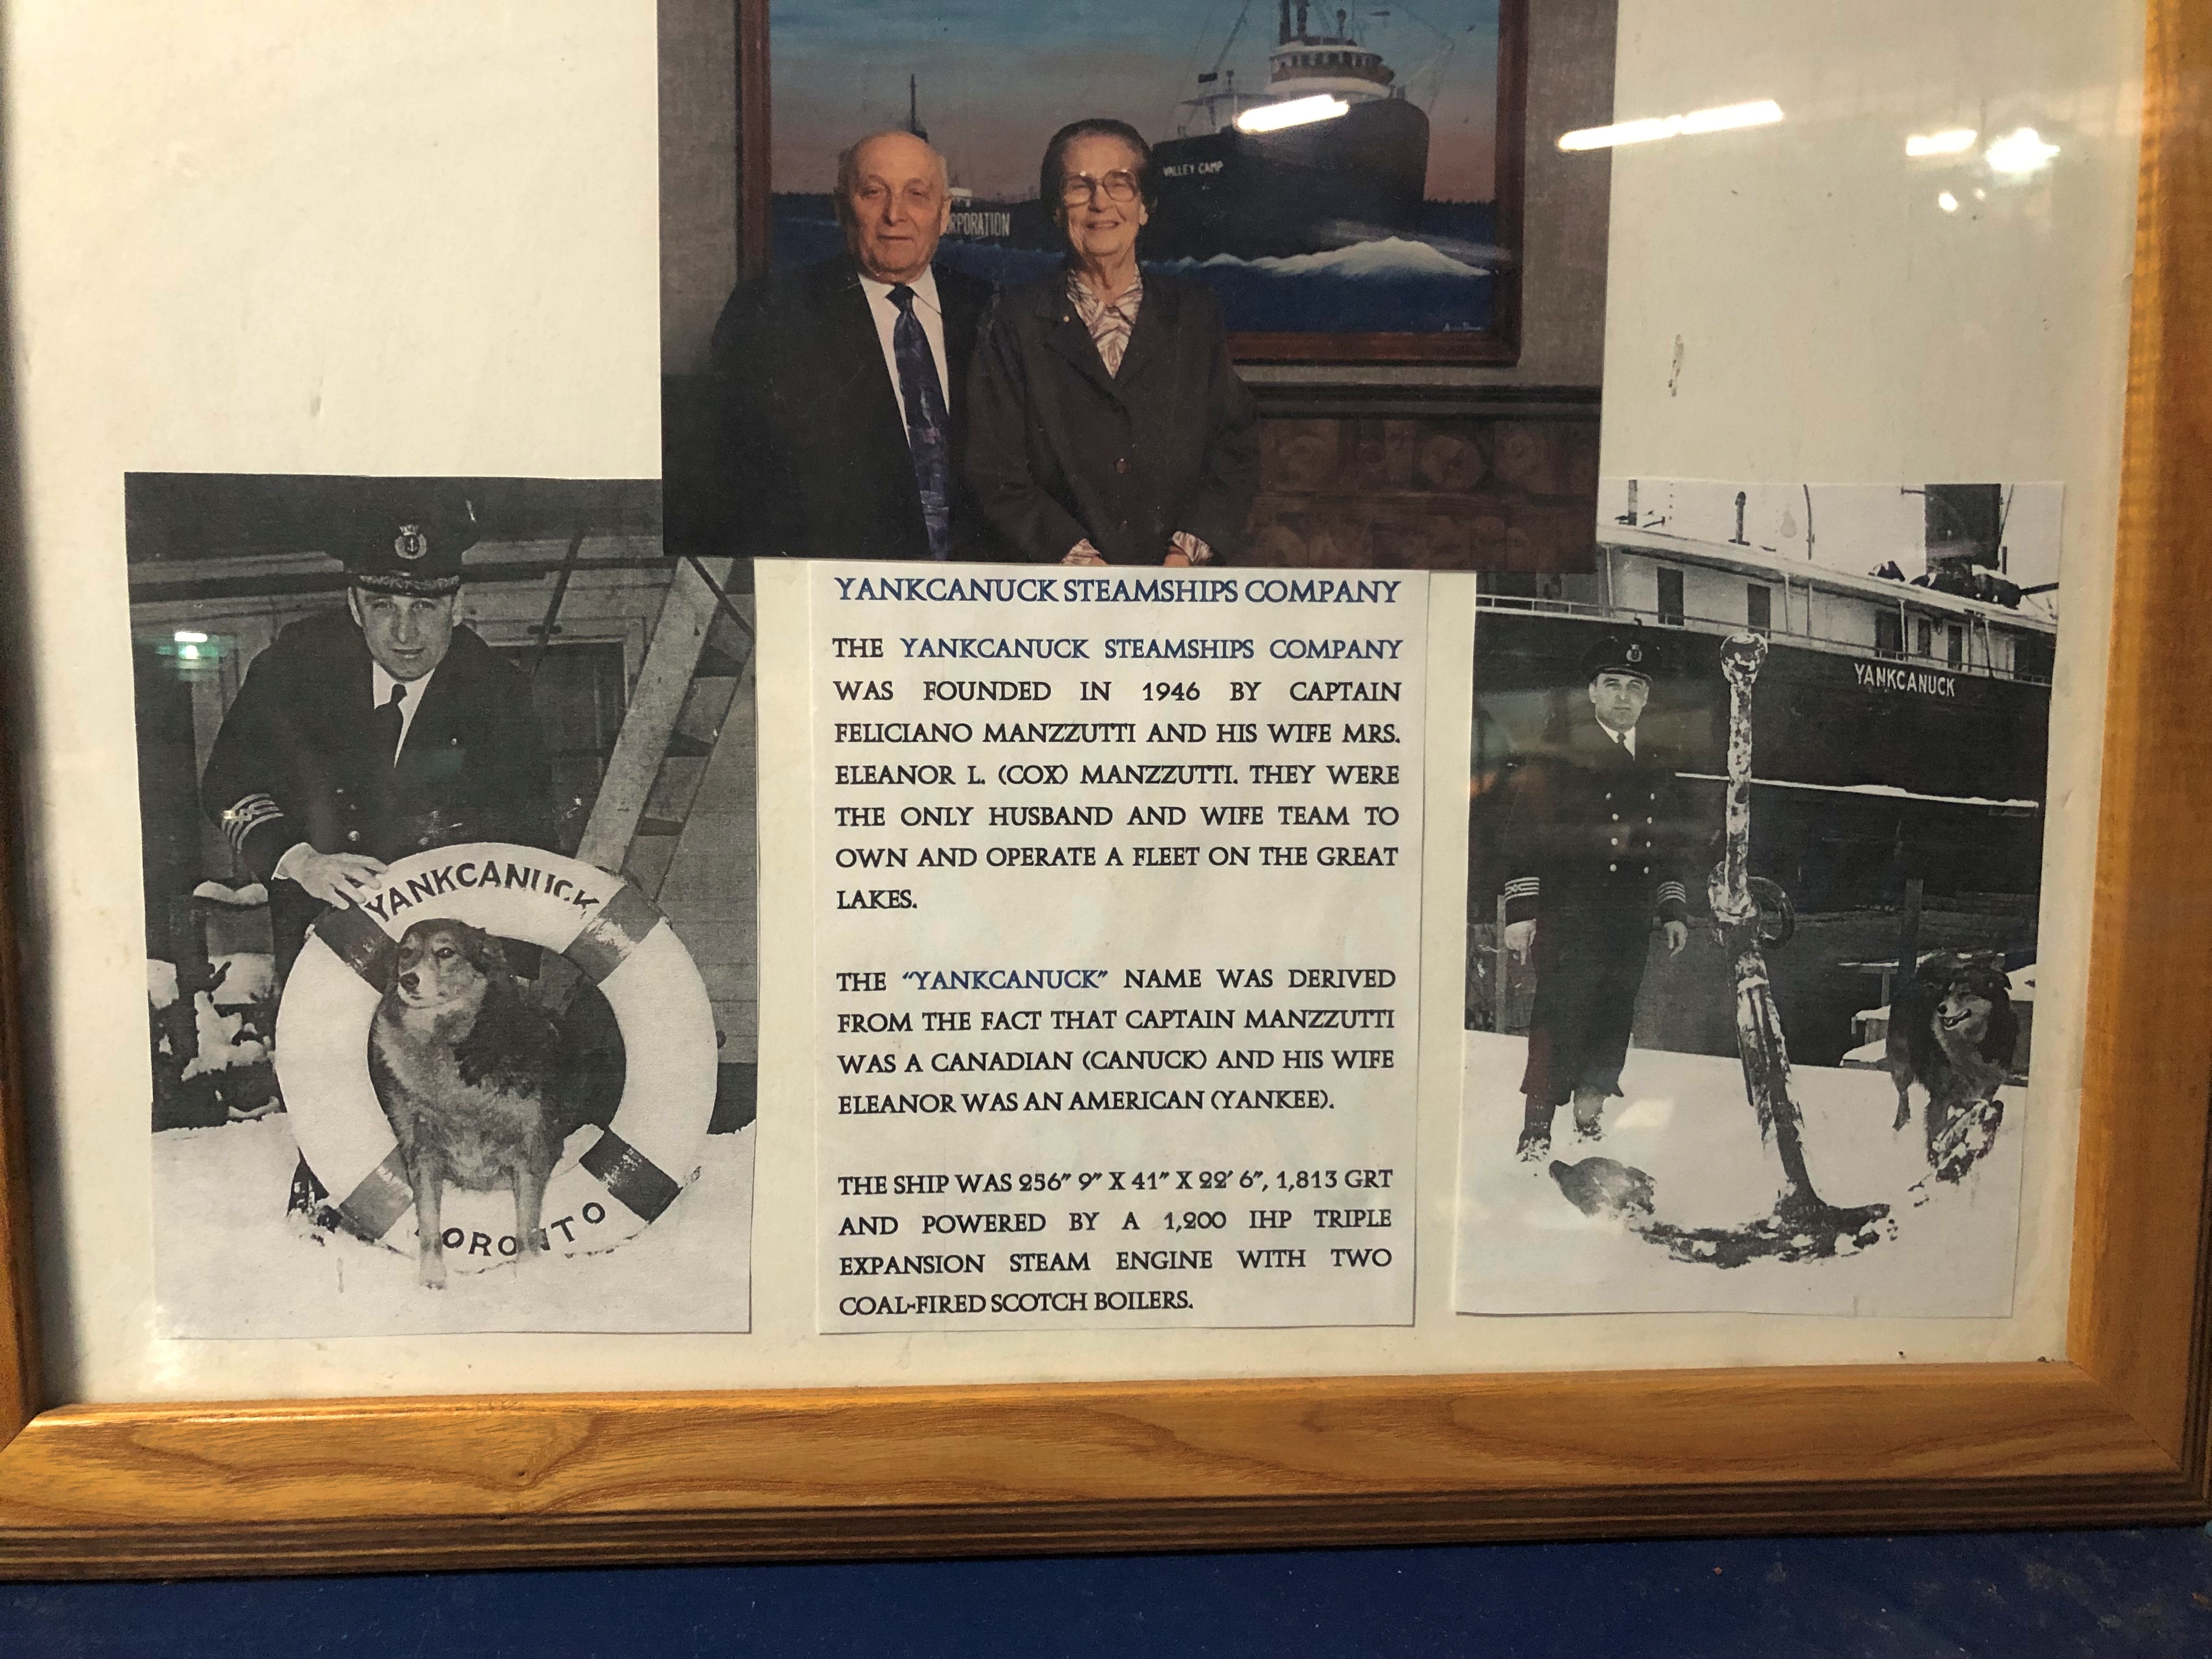 VALLEY CAMP
ORPORATION
YANKCANUCK STEAMSHIPS COMPANY
THE YANKCANUCK STEAMSHIPS COMPANY
WAS FOUNDED IN 1946 BY CAPTAIN
FELICIANO MANZZUTTI AND HIS WIFE MRS.
ELEANOR L. (COX) MANZZUTTI. THEY WERE
THE ONLY HUSBAND AND WIFE TEAM TO
OWN AND OPERATE A FLEET ON THE GREAT
LAKES.
THE “YANKCANUCK” NAME WAS DERIVED
FROM THE FACT THAT CAPTAIN MANZZUTTI
WAS A CANADIAN (CANUCK) AND HIS WIFE
ELEANOR WAS AN AMERICAN (YANKEE).
THE SHIP WAS 256” 9” X 41” X 22’ 6”, 1,813 GRT
AND POWERED BY A 1,200 IHP TRIPLE
EXPANSION STEAM ENGINE WITH TWO
COAL-FIRED SCOTCH BOILERS.
YANKCANUCK
ORONTO
YANKCANUCK